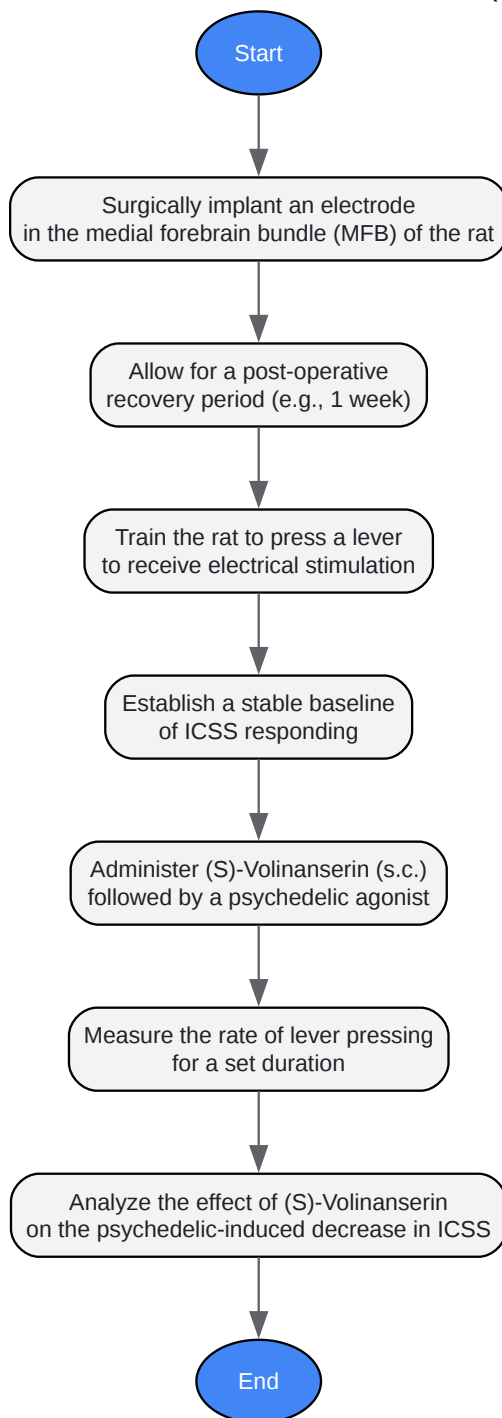 Start
Surgically implant an electrode
in the medial forebrain bundle (MFB) of the rat
Allow for a post-operative
recovery period (e.g., 1 week)
Train the rat to press a lever
to receive electrical stimulation
Establish a stable baseline
of ICSS responding
Administer (S)-Volinanserin (s.c.)
followed by a psychedelic agonist
Measure the rate of lever pressing
for a set duration
Analyze the effect of (S)-Volinanserin
on the psychedelic-induced decrease in ICSS
End